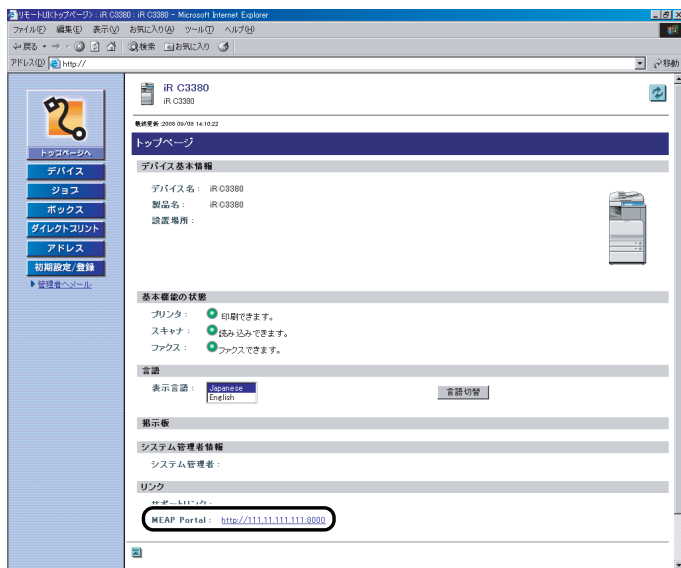 リモートUI<トップページ> : iR C3380 : iR C3380 - Microsoft Internet Explorer
ファイル(F) 編集(E) 表示(V) お気に入り(A) ツール(T) ヘルプ(H)
戻る
検索 お気に入り
アドレス(D) http://
移動
iR C3380
iR C3380
最終更新 :2008 09/08 14:10:22
トップページへ
デバイス
ジョブ
ボックス
ダイレクトプリント
アドレス
初期設定/登録
管理者へメール
トップページ
デバイス基本情報
デバイス名 : iR C3380
製品名 : iR C3380
設置場所 :
基本機能の状態
プリンタ : 印刷できます。
スキャナ : 読み込みできます。
ファクス : ファクスできます。
言語
表示言語 : Japanese
English
言語切替
掲示板
システム管理者情報
システム管理者 :
リンク
サポートリンク :
MEAP Portal : http://111.11.111.111:8000